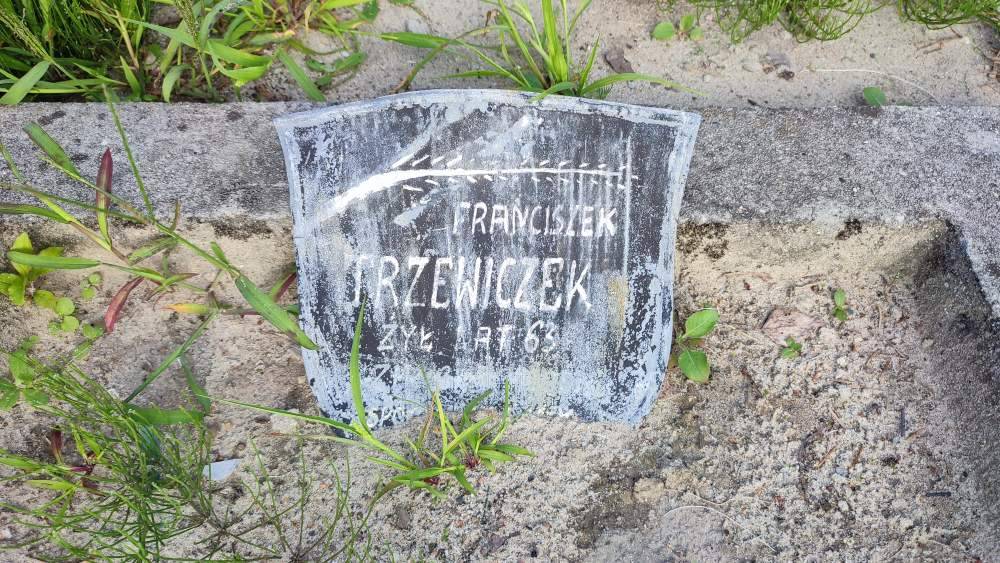 FRANCISZEK
TRZEWICZEK
ŻYŁ LAT 63